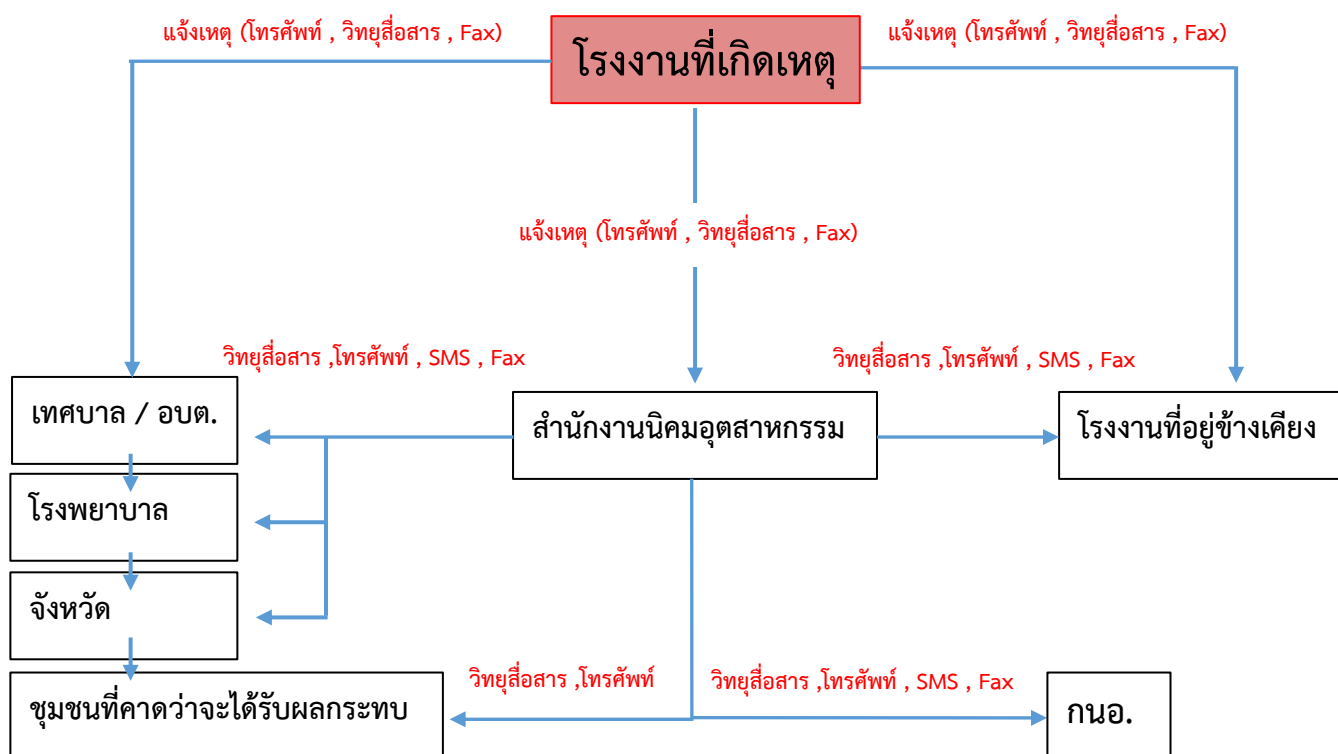 แจ้งเหตุ (โทรศัพท์ , วิทยุสื่อสาร , Fax)
โรงงานที่เกิดเหตุ
แจ้งเหตุ (โทรศัพท์ , วิทยุสื่อสาร , Fax)
แจ้งเหตุ (โทรศัพท์ , วิทยุสื่อสาร , Fax)
วิทยุสื่อสาร ,โทรศัพท์ , SMS , Fax
วิทยุสื่อสาร ,โทรศัพท์ , SMS , Fax
เทศบาล / อบต.
สำนักงานนิคมอุตสาหกรรม
โรงงานที่อยู่ข้างเคียง
โรงพยาบาล
จังหวัด
วิทยุสื่อสาร ,โทรศัพท์
วิทยุสื่อสาร ,โทรศัพท์ , SMS , Fax
ชุมชนที่คาดว่าจะได้รับผลกระทบ
กนอ.